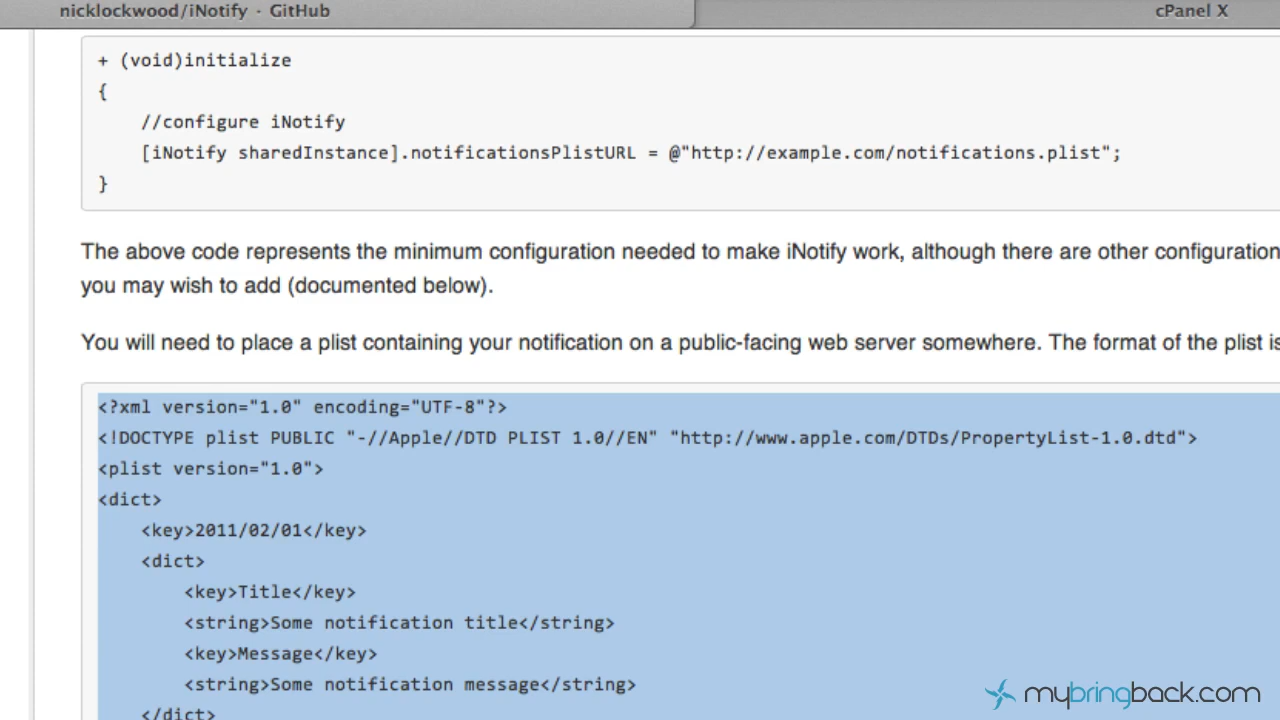 nicklockwood/iNotify · GitHub
cPanel X
+ (void)initialize
{
//configure iNotify
[iNotify sharedInstance].notificationsPlistURL = @"http://example.com/notifications.plist";
}
The above code represents the minimum configuration needed to make iNotify work, although there are other configuration
you may wish to add (documented below).
You will need to place a plist containing your notification on a public-facing web server somewhere. The format of the plist is
<?xml version="1.0" encoding="UTF-8"?>
<!DOCTYPE plist PUBLIC "-//Apple//DTD PLIST 1.0//EN" "http://www.apple.com/DTDs/PropertyList-1.0.dtd">
<plist version="1.0">
<dict>
<key>2011/02/01</key>
<dict>
<key>Title</key>
<string>Some notification title</string>
<key>Message</key>
<string>Some notification message</string>
</dict>
mybringback.com